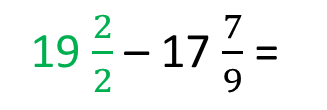 19 2/2 − 17 7/9 =